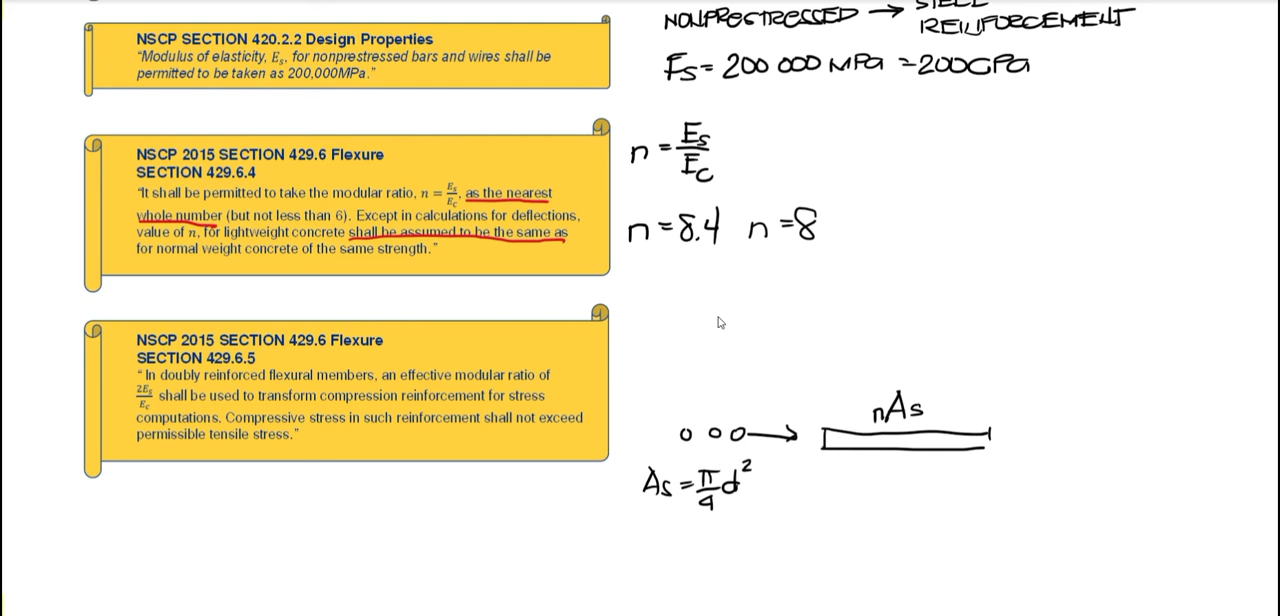 NSCP SECTION 420.2.2 Design Properties
“Modulus of elasticity, Es, for nonprestressed bars and wires shall be
permitted to be taken as 200,000MPa.”
NONPRESTRESSED → STEEL
REINFORCEMENT
Es = 200 000 MPa = 200GPa
NSCP 2015 SECTION 429.6 Flexure
SECTION 429.6.4
“It shall be permitted to take the modular ratio, n = Es/Ec, as the nearest
whole number (but not less than 6). Except in calculations for deflections,
value of n, for lightweight concrete shall be assumed to be the same as
for normal weight concrete of the same strength.”
n = Es/Ec
n = 8.4 n = 8
NSCP 2015 SECTION 429.6 Flexure
SECTION 429.6.5
“ In doubly reinforced flexural members, an effective modular ratio of
2Es/Ec shall be used to transform compression reinforcement for stress
computations. Compressive stress in such reinforcement shall not exceed
permissible tensile stress.”
nAs
As = π/4 d²